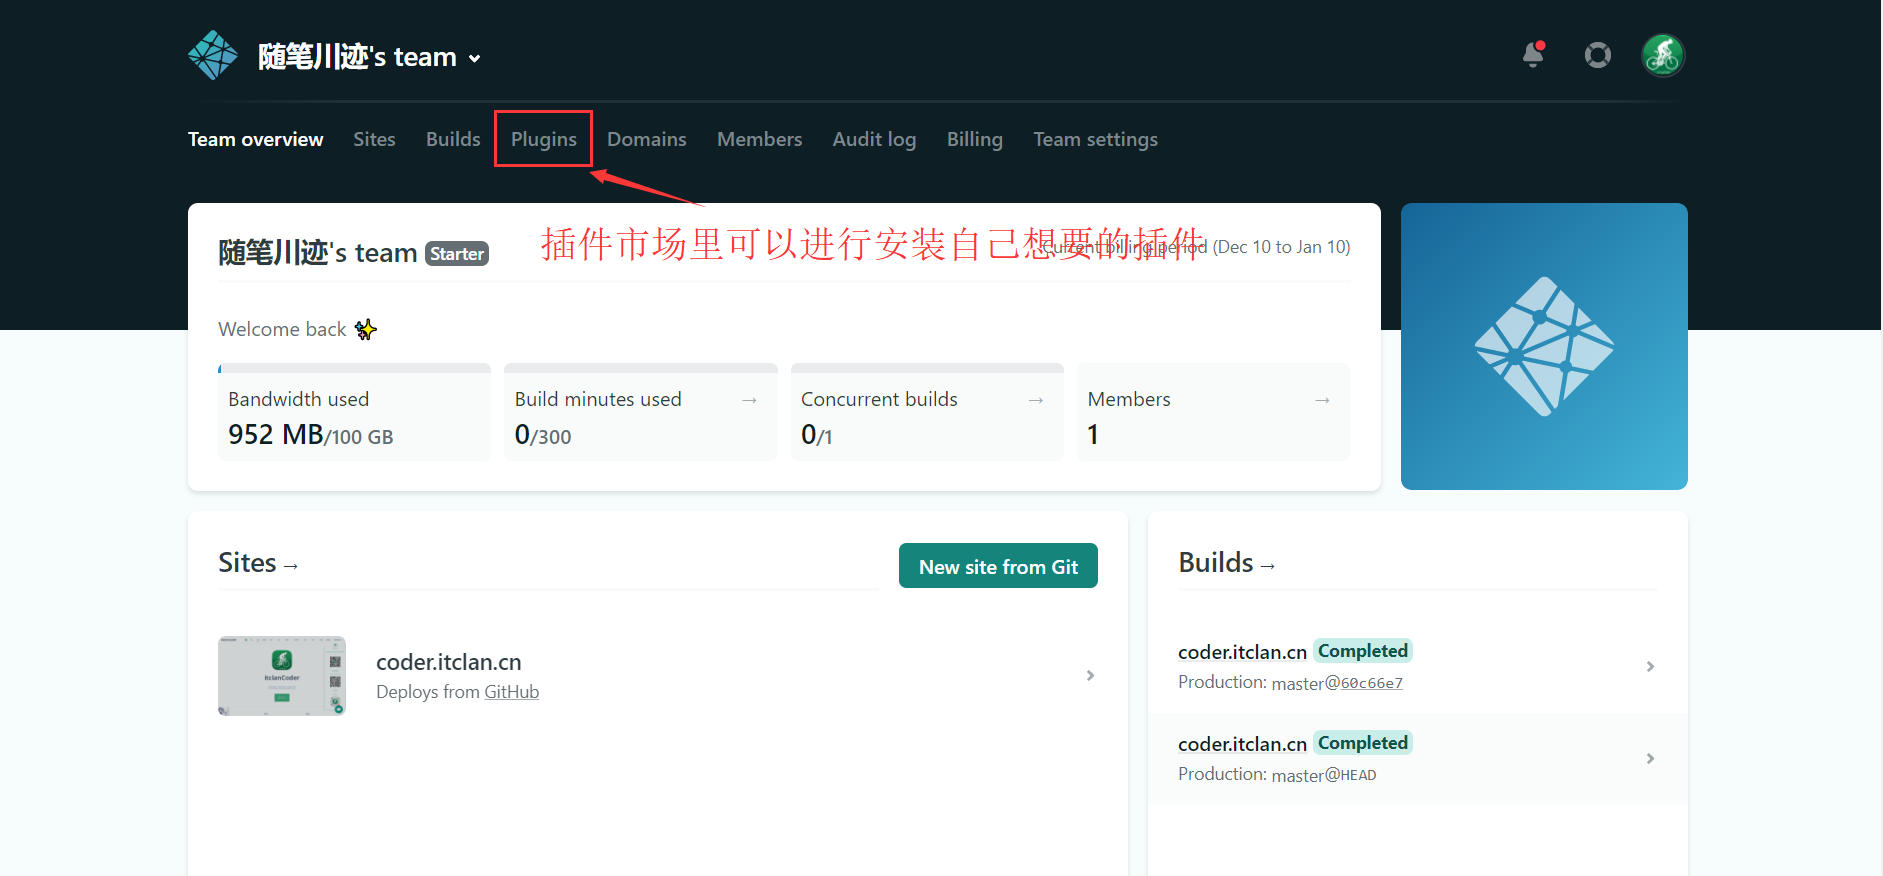 随笔川迹's team
Team overview Sites Builds Plugins Domains Members Audit log Billing Team settings
随笔川迹's team Starter
插件市场里可以进行安装自己想要的插件
Current billing period (Dec 10 to Jan 10)
Welcome back
Bandwidth used
952 MB/100 GB
Build minutes used →
0/300
Concurrent builds →
0/1
Members →
1
Sites →
New site from Git
itclanCoder
coder.itclan.cn
Deploys from GitHub
Builds →
coder.itclan.cn Completed
Production: master@60c66e7
coder.itclan.cn Completed
Production: master@HEAD